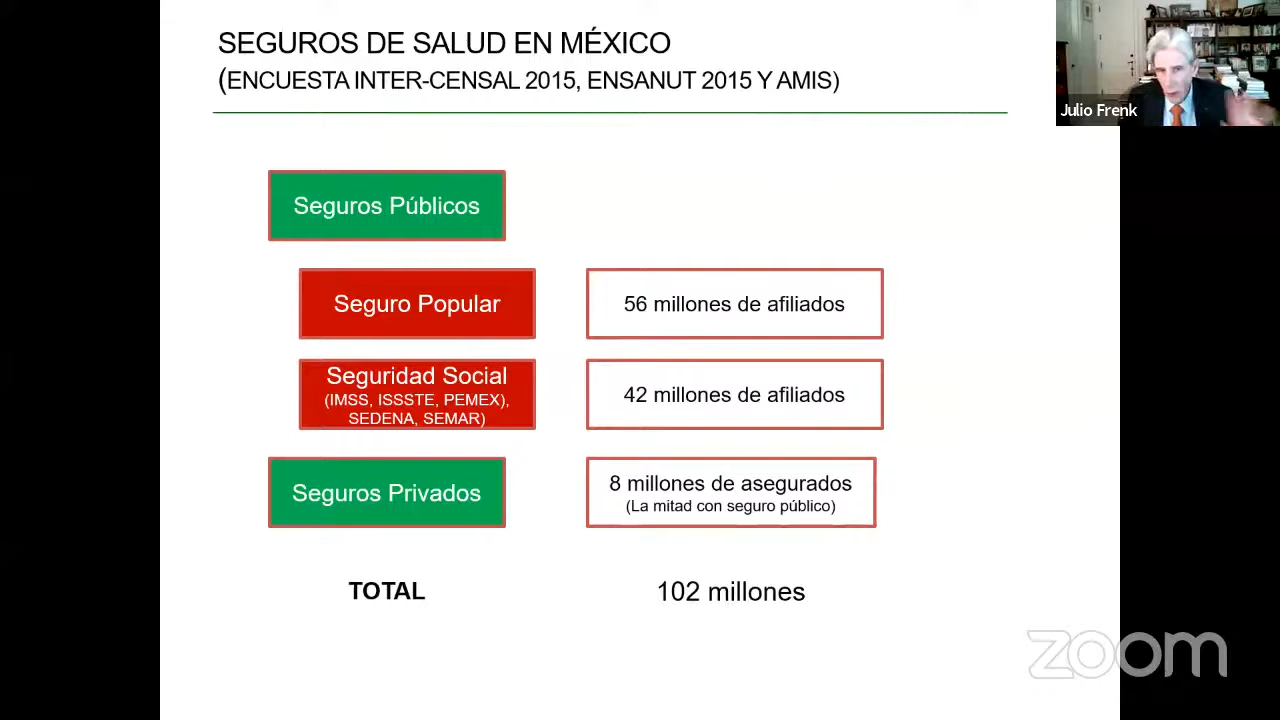 SEGUROS DE SALUD EN MÉXICO
(ENCUESTA INTER-CENSAL 2015, ENSANUT 2015 Y AMIS)
Julio Frenk
Seguros Públicos
Seguro Popular
56 millones de afiliados
Seguridad Social
(IMSS, ISSSTE, PEMEX),
SEDENA, SEMAR)
42 millones de afiliados
Seguros Privados
8 millones de asegurados
(La mitad con seguro público)
TOTAL
102 millones
zoom